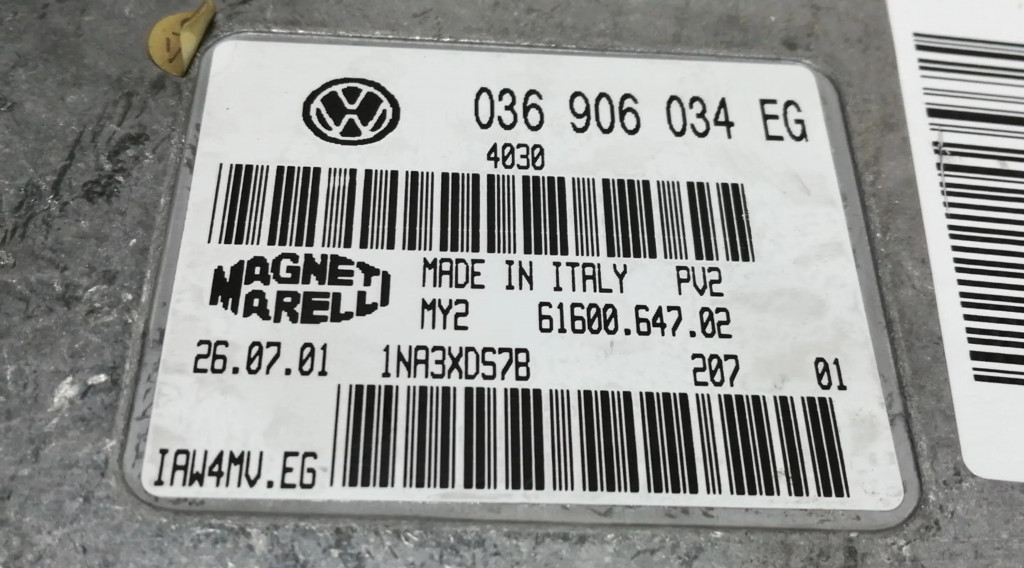 036 906 034 EG
4030
MAGNETI MARELLI
MADE IN ITALY PV2
MY2 61600.647.02
26.07.01 1NA3XDS7B 207 01
IAW4MV.EG